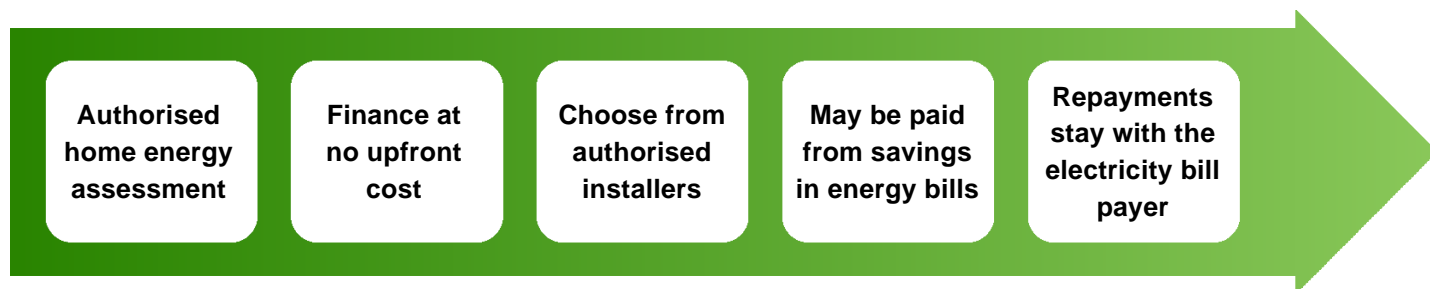 Authorised
home energy
assessment
Finance at
no upfront
cost
Choose from
authorised
installers
May be paid
from savings
in energy bills
Repayments
stay with the
electricity bill
payer